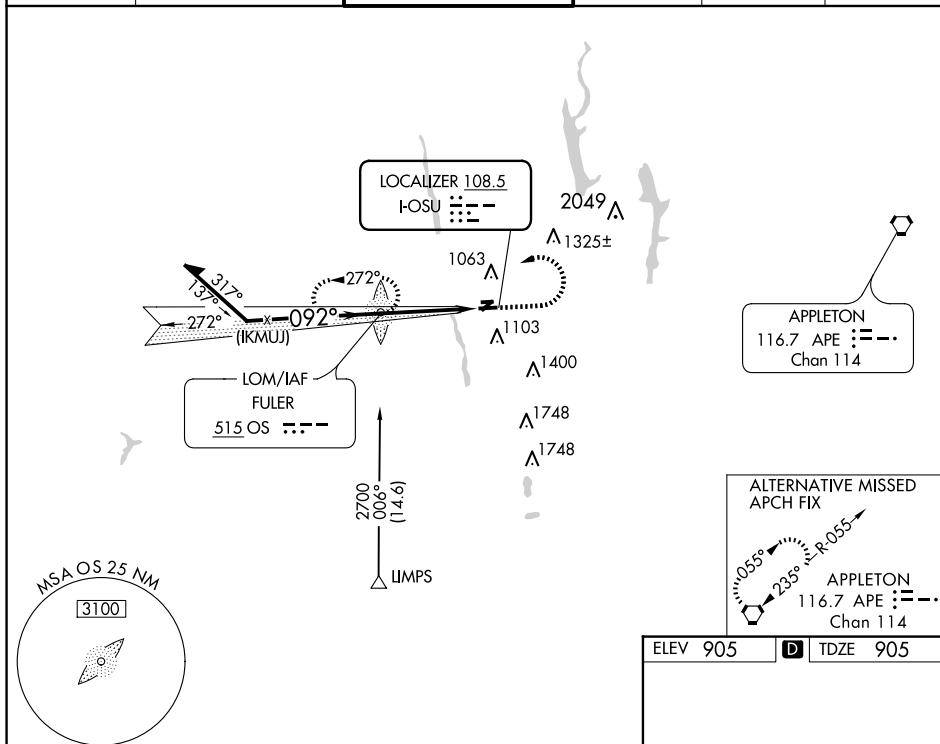 LOCALIZER 108.5
I-OSU
2049
1325±
1063
317°
137°
272°
272°
092°
(IKMUJ)
1103
APPLETON
116.7 APE
Chan 114
LOM/IAF
FULER
515 OS
1400
1748
1748
2700
006°
(14.6)
LIMPS
ALTERNATIVE MISSED
APCH FIX
055°
235°
R-055
APPLETON
116.7 APE
Chan 114
MSA OS 25 NM
3100
ELEV 905 D TDZE 905